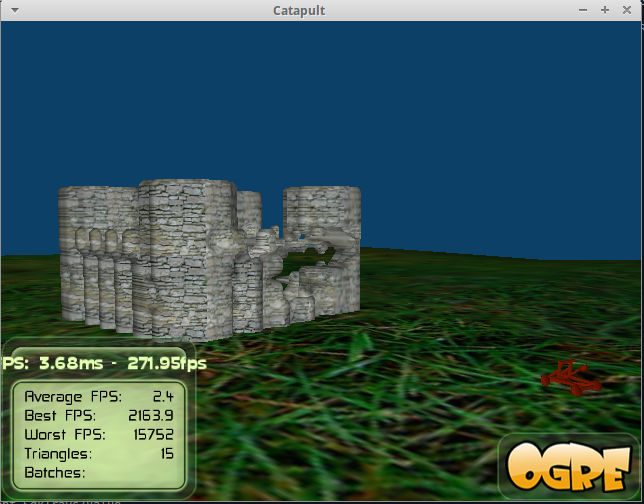 Catapult
PS: 3.68ms - 271.95fps
Average FPS: 2.4
Best FPS: 2163.9
Worst FPS: 15752
Triangles: 15
Batches:
OGRE